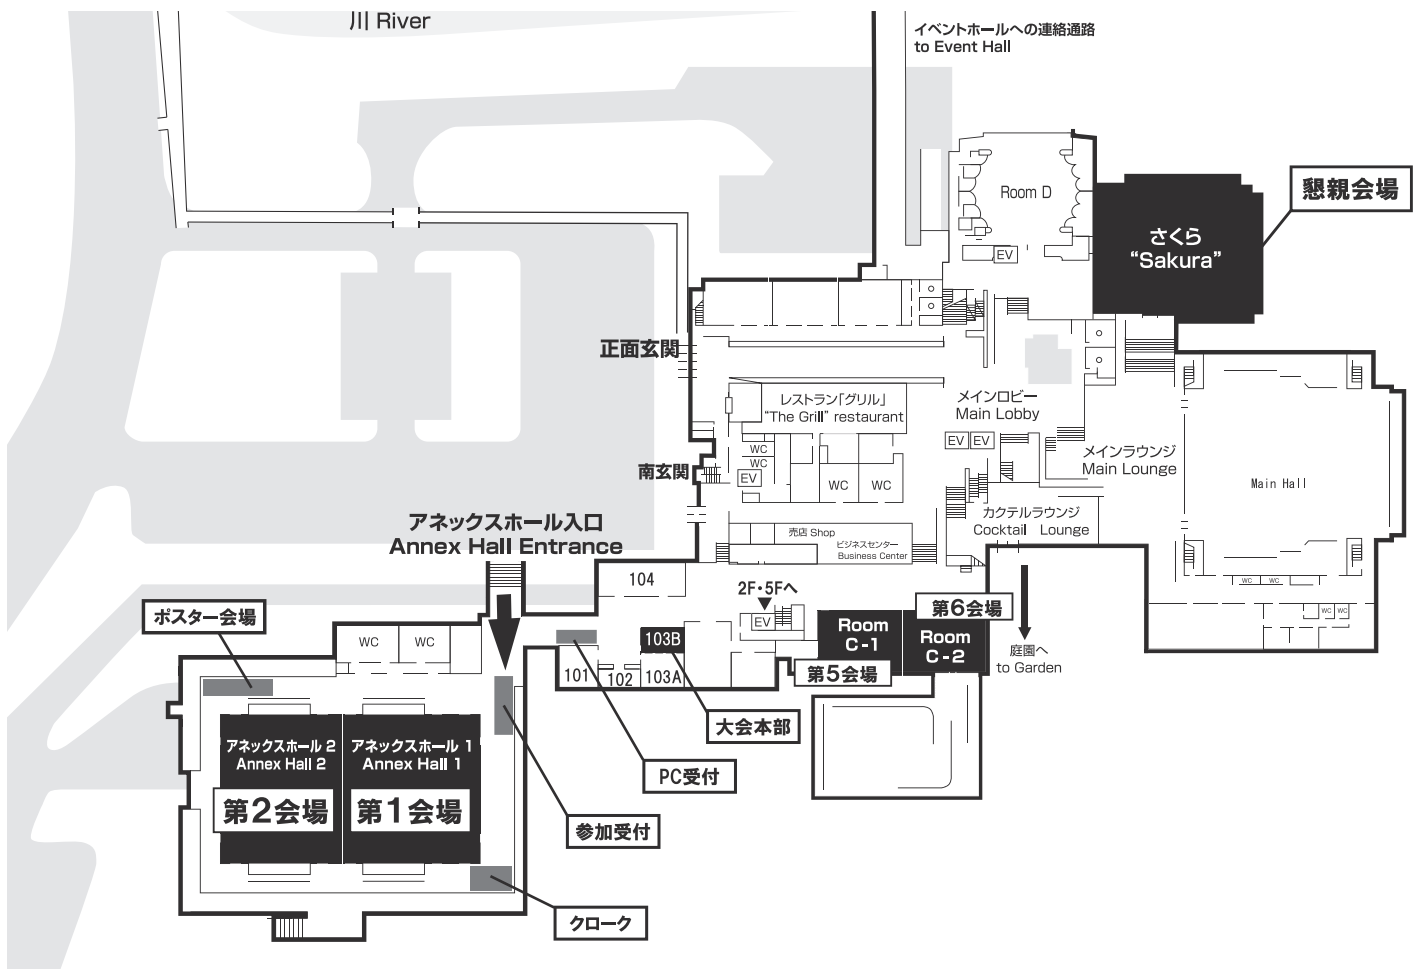 川 River
イベントホールへの連絡通路
to Event Hall
Room D
EV
懇親会場
さくら
“Sakura”
正面玄関
レストラン「グリル」
“The Grill” restaurant
メインロビー
Main Lobby
EV EV
メインラウンジ
Main Lounge
Main Hall
南玄関
WC
WC
EV
WC WC
カクテルラウンジ
Cocktail Lounge
売店 Shop
ビジネスセンター
Business Center
アネックスホール入口
Annex Hall Entrance
104
2F・5Fへ
EV
WC WC
WC WC
ポスター会場
WC WC
103B
101 102 103A
Room
C-1
第5会場
第6会場
Room
C-2
庭園へ
to Garden
大会本部
PC受付
参加受付
クローク
アネックスホール 2
Annex Hall 2
第2会場
アネックスホール 1
Annex Hall 1
第1会場